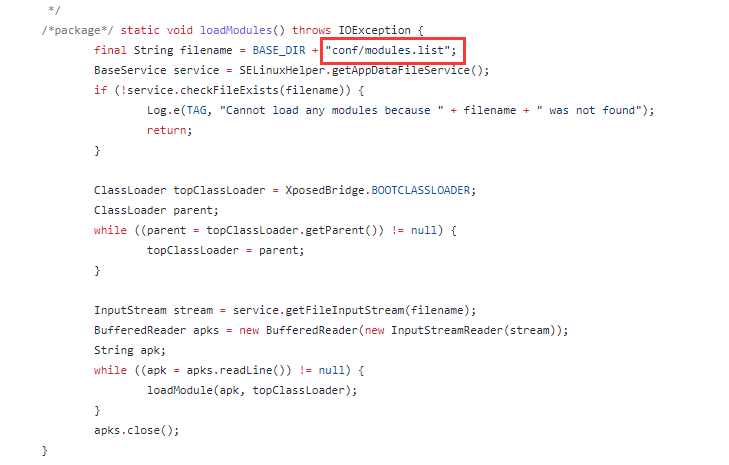 */
/*package*/ static void loadModules() throws IOException {
final String filename = BASE_DIR + "conf/modules.list";
BaseService service = SELinuxHelper.getAppDataFileService();
if (!service.checkFileExists(filename)) {
Log.e(TAG, "Cannot load any modules because " + filename + " was not found");
return;
}
ClassLoader topClassLoader = XposedBridge.BOOTCLASSLOADER;
ClassLoader parent;
while ((parent = topClassLoader.getParent()) != null) {
topClassLoader = parent;
}
InputStream stream = service.getFileInputStream(filename);
BufferedReader apks = new BufferedReader(new InputStreamReader(stream));
String apk;
while ((apk = apks.readLine()) != null) {
loadModule(apk, topClassLoader);
}
apks.close();
}